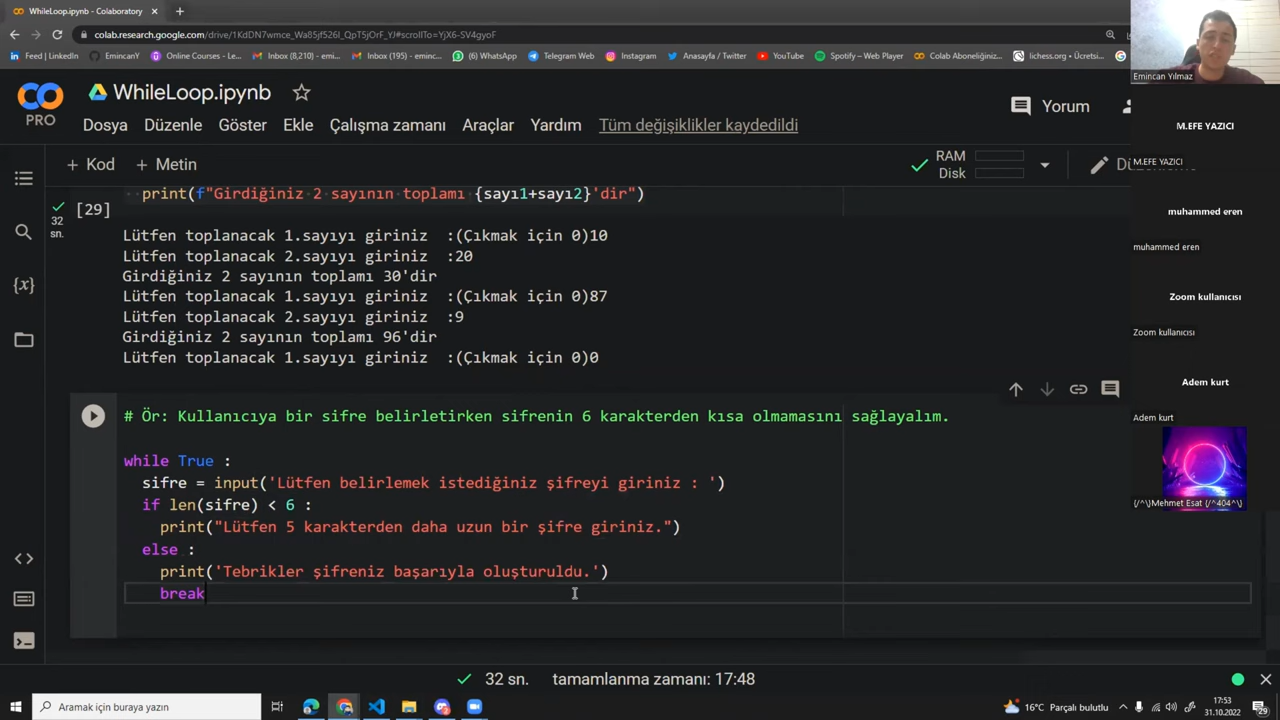 WhileLoop.ipynb - Colaboratory
colab.research.google.com/drive/1KdDN7wmce_Wa85jf526I_QpT5jOrF_YJ#scrollTo=YjX6-SV4gyoF
Feed | LinkedIn
EmincanY
Online Courses - Le...
Inbox (8,210) - emi...
Inbox (195) - eminc...
WhatsApp
Telegram Web
Instagram
Anasayfa / Twitter
YouTube
Spotify – Web Player
Colab Aboneliğiniz...
lichess.org • Ücretsi...
PRO
WhileLoop.ipynb
Yorum
Dosya Düzenle Göster Ekle Çalışma zamanı Araçlar Yardım Tüm değişiklikler kaydedildi
+ Kod + Metin
RAM
Disk
print(f"Girdiğiniz 2 sayının toplamı {sayı1+sayı2}'dir")
[29]
32
sn.
Lütfen toplanacak 1.sayıyı giriniz :(Çıkmak için 0)10
Lütfen toplanacak 2.sayıyı giriniz :20
Girdiğiniz 2 sayının toplamı 30'dir
Lütfen toplanacak 1.sayıyı giriniz :(Çıkmak için 0)87
Lütfen toplanacak 2.sayıyı giriniz :9
Girdiğiniz 2 sayının toplamı 96'dir
Lütfen toplanacak 1.sayıyı giriniz :(Çıkmak için 0)0
# Ör: Kullanıcıya bir sifre belirletirken sifrenin 6 karakterden kısa olmamasını sağlayalım.
while True :
sifre = input('Lütfen belirlemek istediğiniz şifreyi giriniz : ')
if len(sifre) < 6 :
print("Lütfen 5 karakterden daha uzun bir şifre giriniz.")
else :
print('Tebrikler şifreniz başarıyla oluşturuldu.')
break
32 sn. tamamlanma zamanı: 17:48
Emincan Yılmaz
M.EFE YAZICI
M.EFE YAZICI
muhammed eren
muhammed eren
Zoom kullanıcısı
Zoom kullanıcısı
Adem kurt
Adem kurt
{/^\}Mehmet Esat {/^404^\}
Aramak için buraya yazın
16°C Parçalı bulutlu
17:53
31.10.2022
29